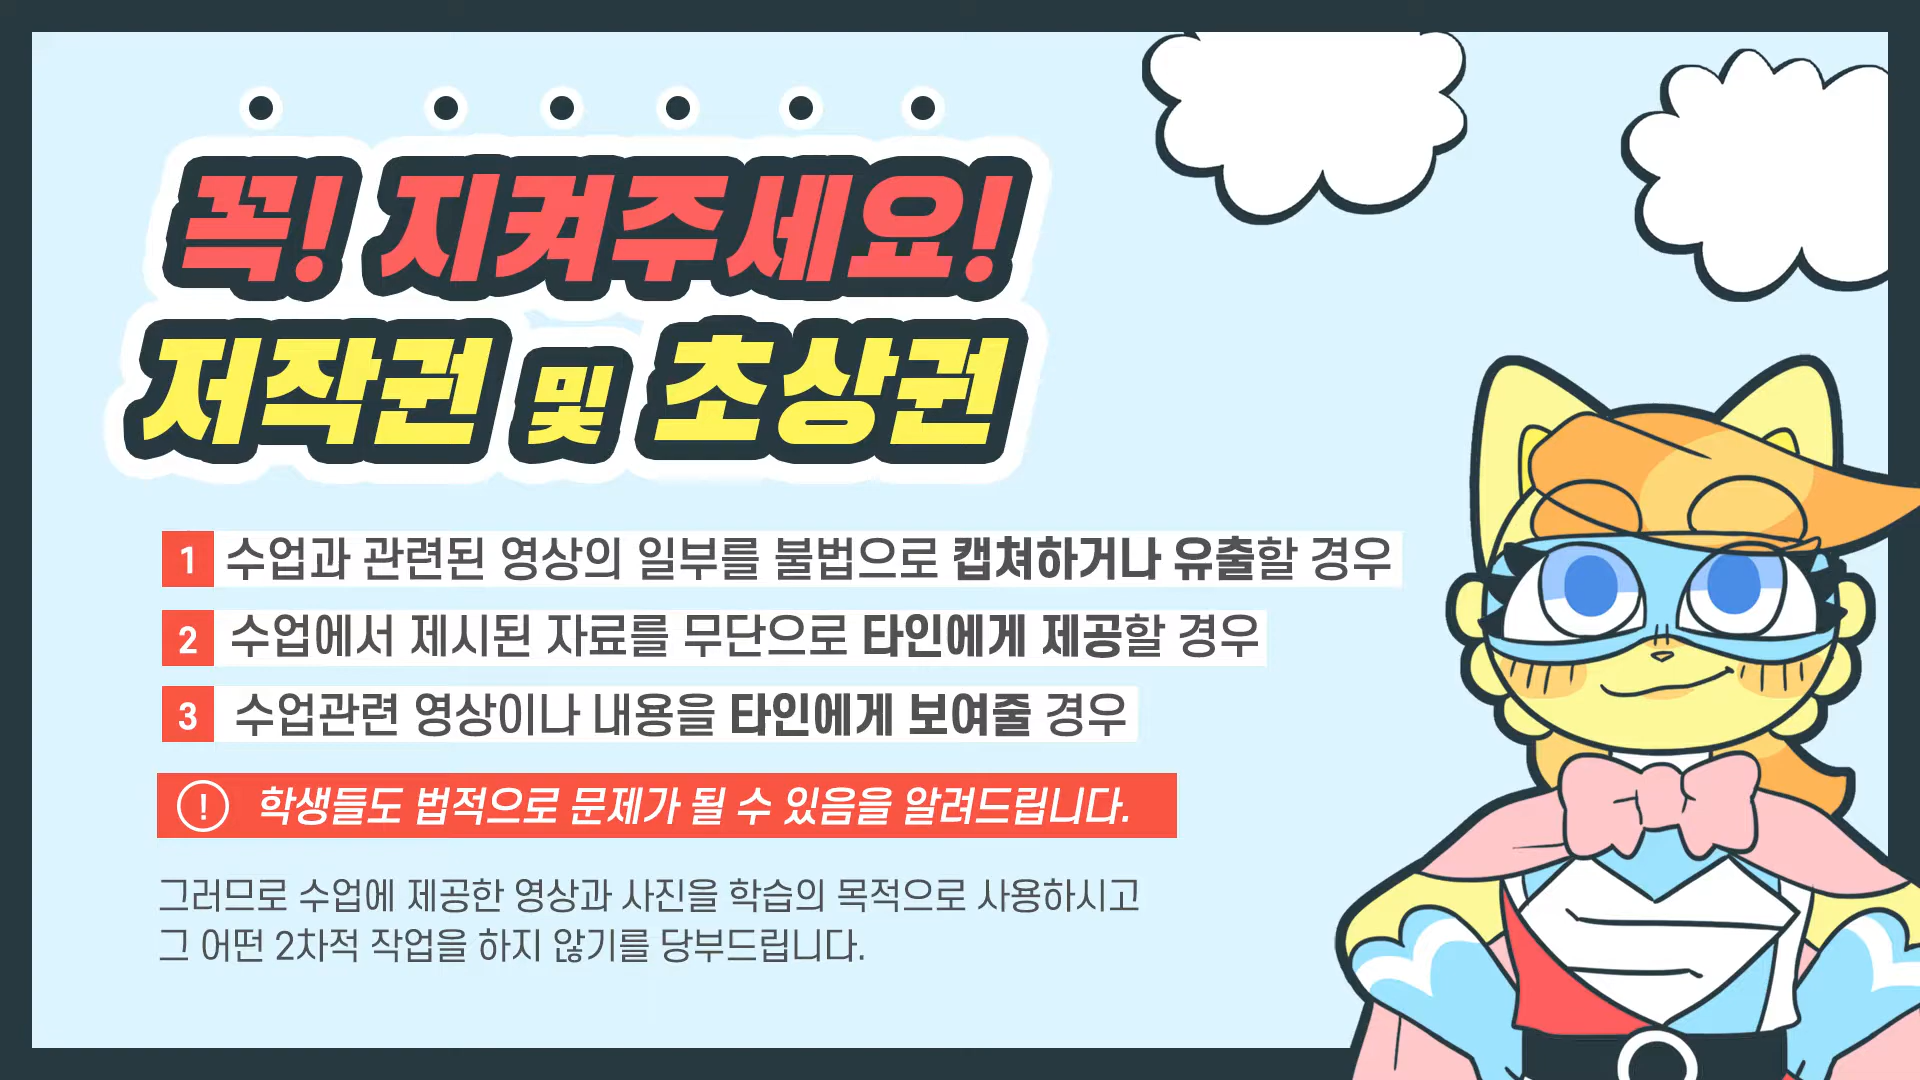 꼭! 지켜주세요!
저작권 및 초상권
1 수업과 관련된 영상의 일부를 불법으로 캡쳐하거나 유출할 경우
2 수업에서 제시된 자료를 무단으로 타인에게 제공할 경우
3 수업관련 영상이나 내용을 타인에게 보여줄 경우
! 학생들도 법적으로 문제가 될 수 있음을 알려드립니다.
그러므로 수업에 제공한 영상과 사진을 학습의 목적으로 사용하시고
그 어떤 2차적 작업을 하지 않기를 당부드립니다.